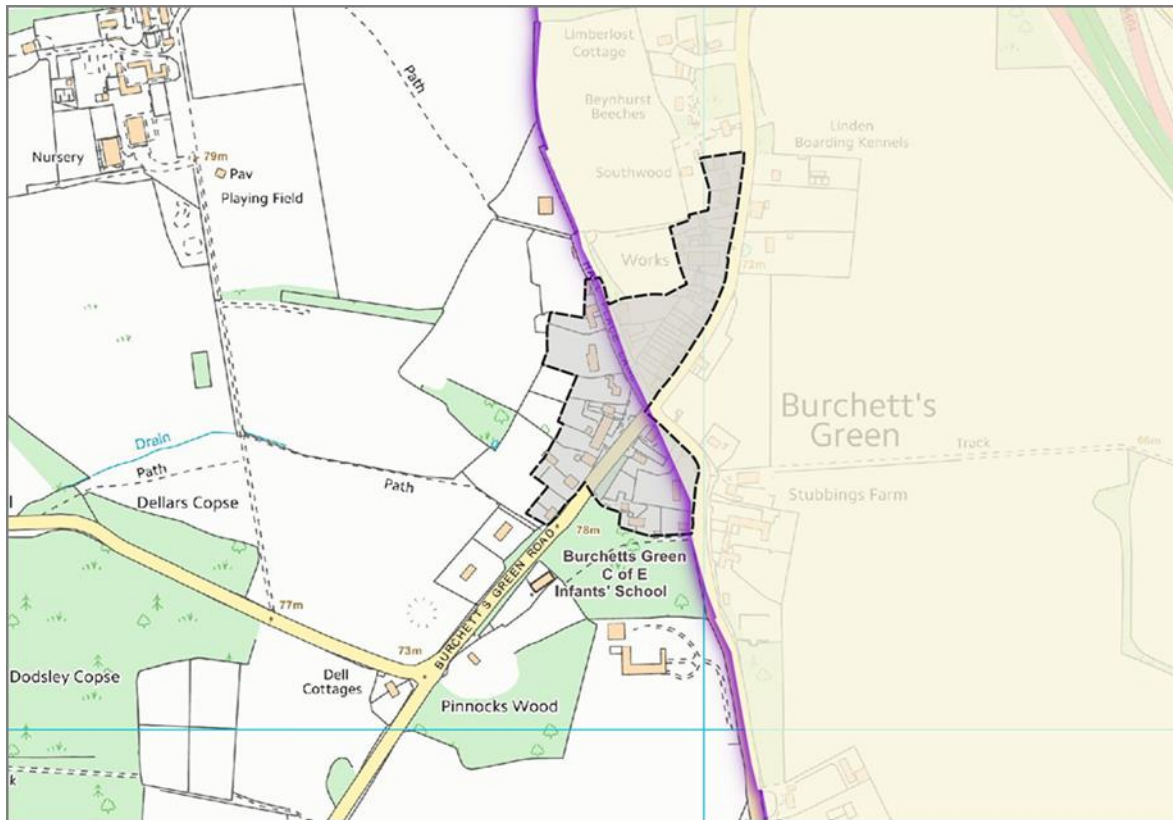 Limberlost
Cottage
Path
Beynhurst
Beeches
Linden
Boarding Kennels
Nursery
79m
Pav
Playing Field
Southwood
Works
73m
Burchett's
Green
Drain
Path
Path
Track
66m
Dellars Copse
Stubbings Farm
78m
BURCHETT'S GREEN ROAD
Burchetts Green
C of E
Infants' School
77m
73m
Dell
Cottages
Dodsley Copse
Pinnocks Wood
k